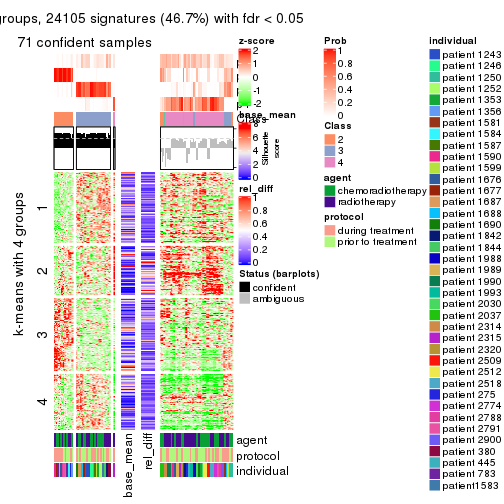 groups, 24105 signatures (46.7%) with fdr < 0.05
71 confident samples
k-means with 4 groups
1
2
3
4
Class
agent
protocol
individual
base_mean
rel_diff
z-score
2
1
0
-1
-2
base_mean
8
6
4
2
0
Silhouette
score
rel_diff
1
0.8
0.6
0.4
0.2
0
Status (barplots)
confident
ambiguous
Prob
1
0.8
0.6
0.4
0.2
0
Class
2
3
4
agent
chemoradiotherapy
radiotherapy
protocol
during treatment
prior to treatment
individual
patient 1243
patient 1246
patient 1250
patient 1252
patient 1353
patient 1356
patient 1581
patient 1584
patient 1587
patient 1590
patient 1599
patient 1676
patient 1677
patient 1687
patient 1688
patient 1690
patient 1842
patient 1844
patient 1988
patient 1989
patient 1990
patient 1993
patient 2030
patient 2037
patient 2314
patient 2315
patient 2320
patient 2509
patient 2512
patient 2518
patient 275
patient 2774
patient 2788
patient 2791
patient 2900
patient 380
patient 445
patient 783
patient1583